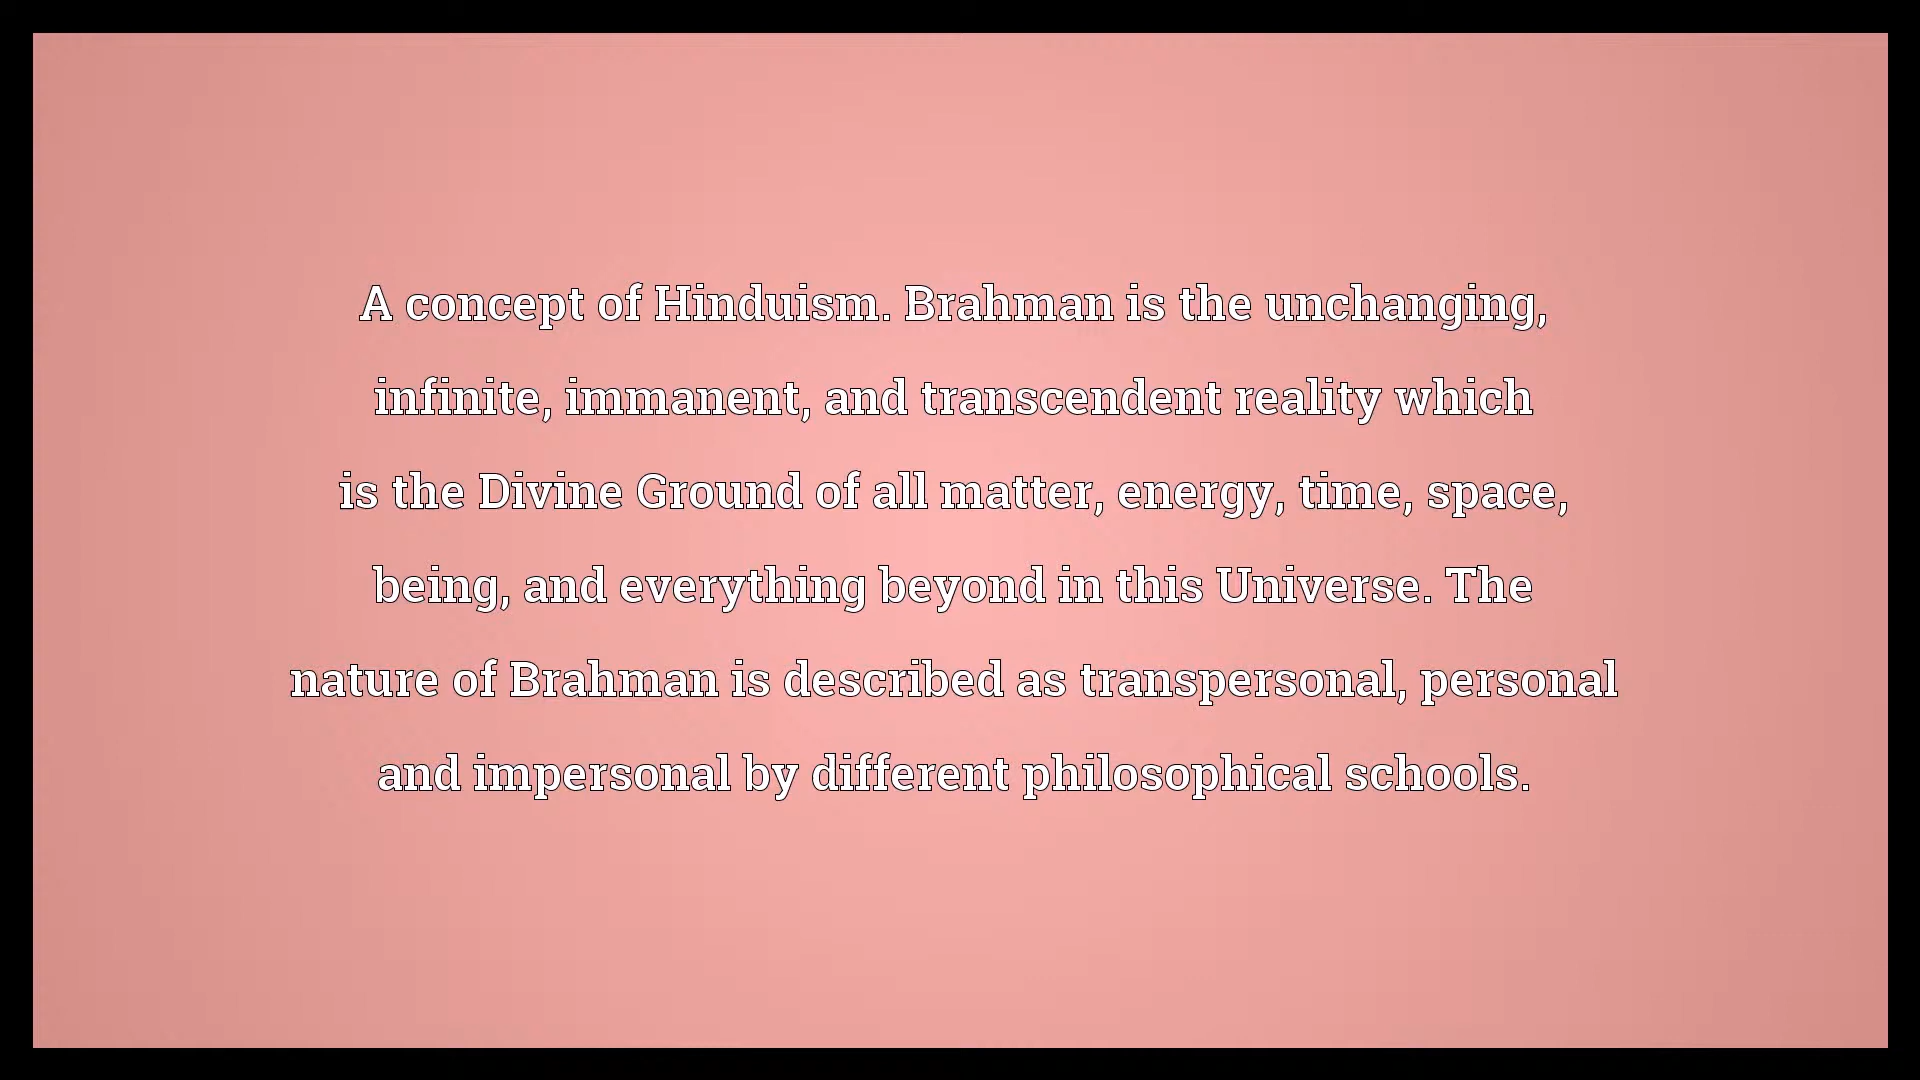 A concept of Hinduism. Brahman is the unchanging,
infinite, immanent, and transcendent reality which
is the Divine Ground of all matter, energy, time, space,
being, and everything beyond in this Universe. The
nature of Brahman is described as transpersonal, personal
and impersonal by different philosophical schools.